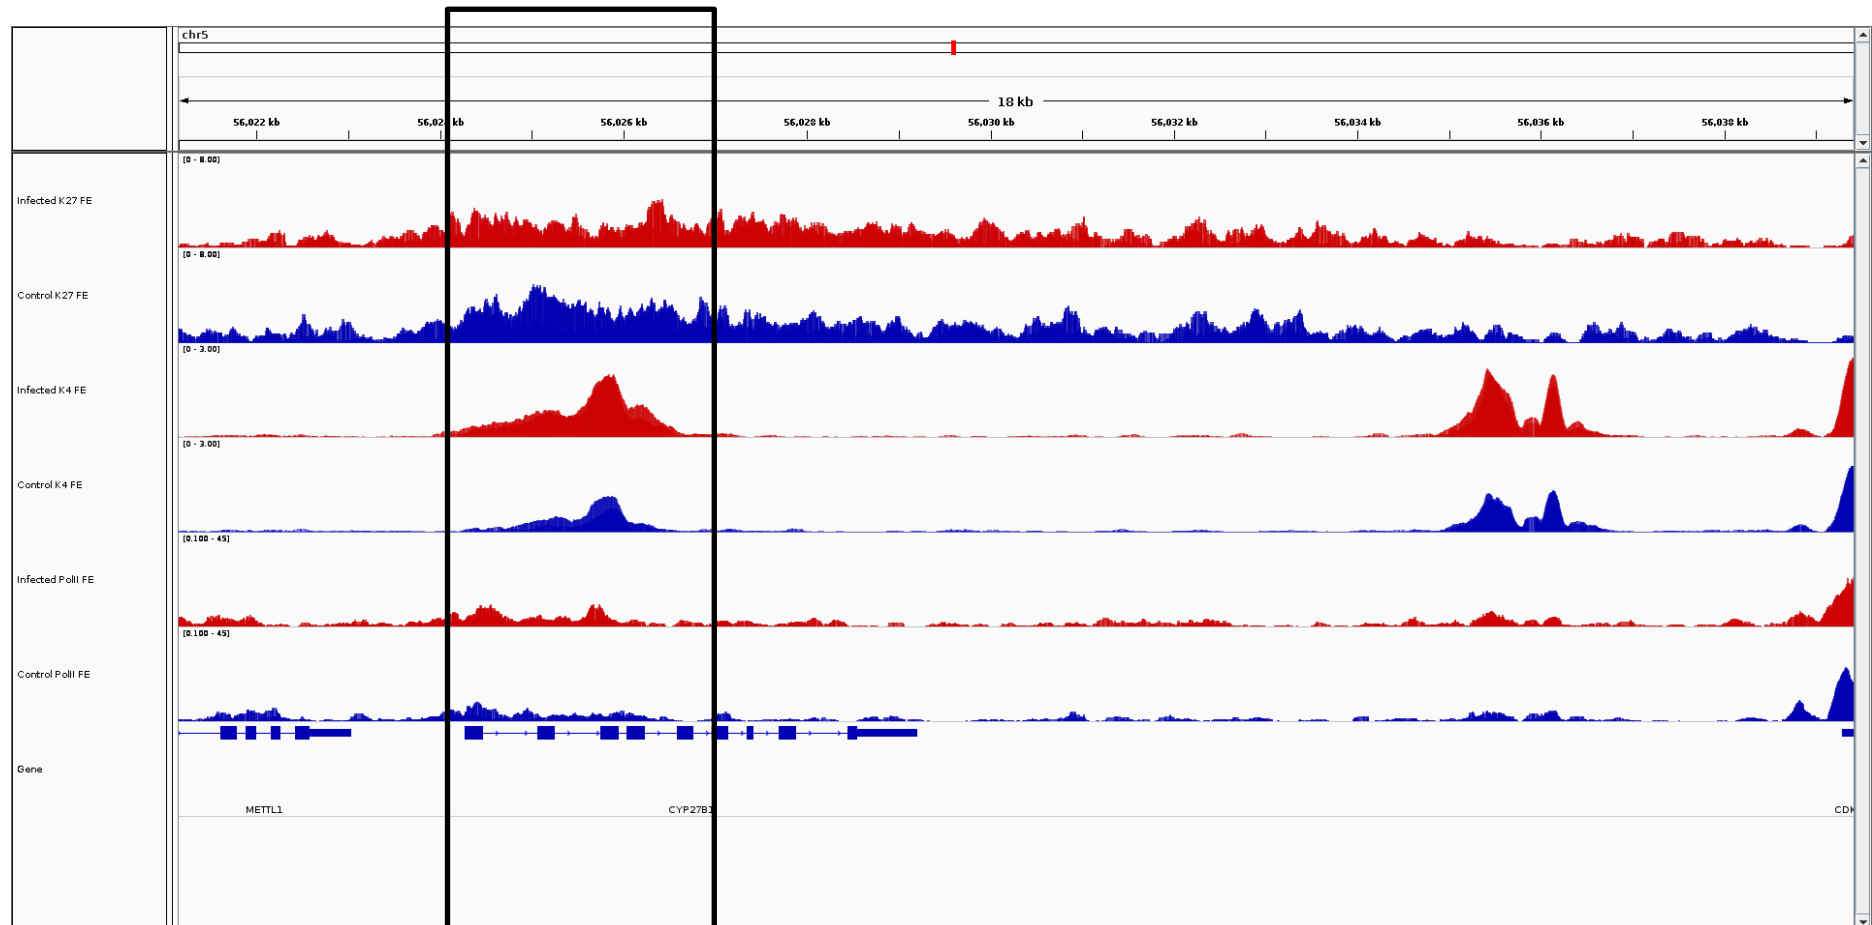 chr5
18 kb
56,022 kb
56,026 kb
56,028 kb
56,030 kb
56,032 kb
56,034 kb
56,036 kb
56,038 kb
[0 - 8.00]
Infected K27 FE
[0 - 8.00]
Control K27 FE
[0 - 3.00]
Infected K4 FE
[0 - 3.00]
Control K4 FE
[0.100 - 45]
Infected PolII FE
[0.100 - 45]
Control PolII FE
Gene
METTL1 CYP27B1 CDK